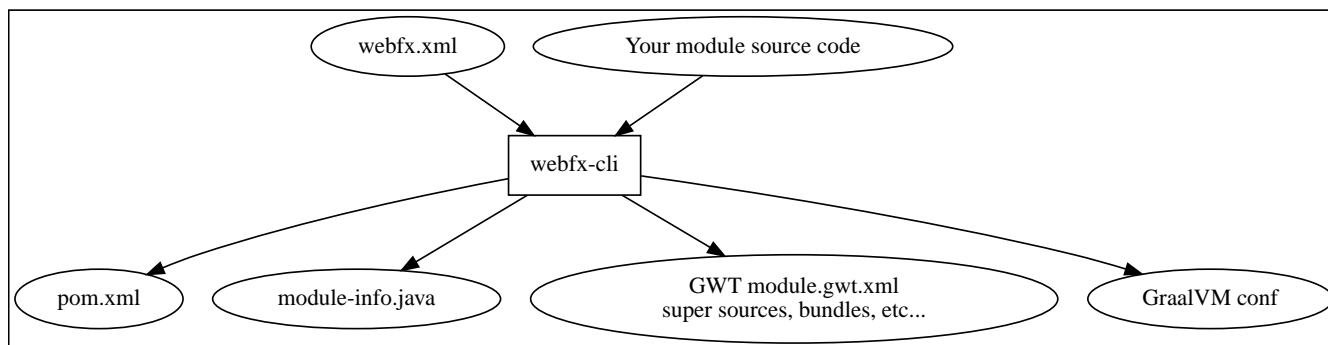 webfx.xml
Your module source code
webfx-cli
pom.xml
module-info.java
GWT module.gwt.xml
super sources, bundles, etc...
GraalVM conf